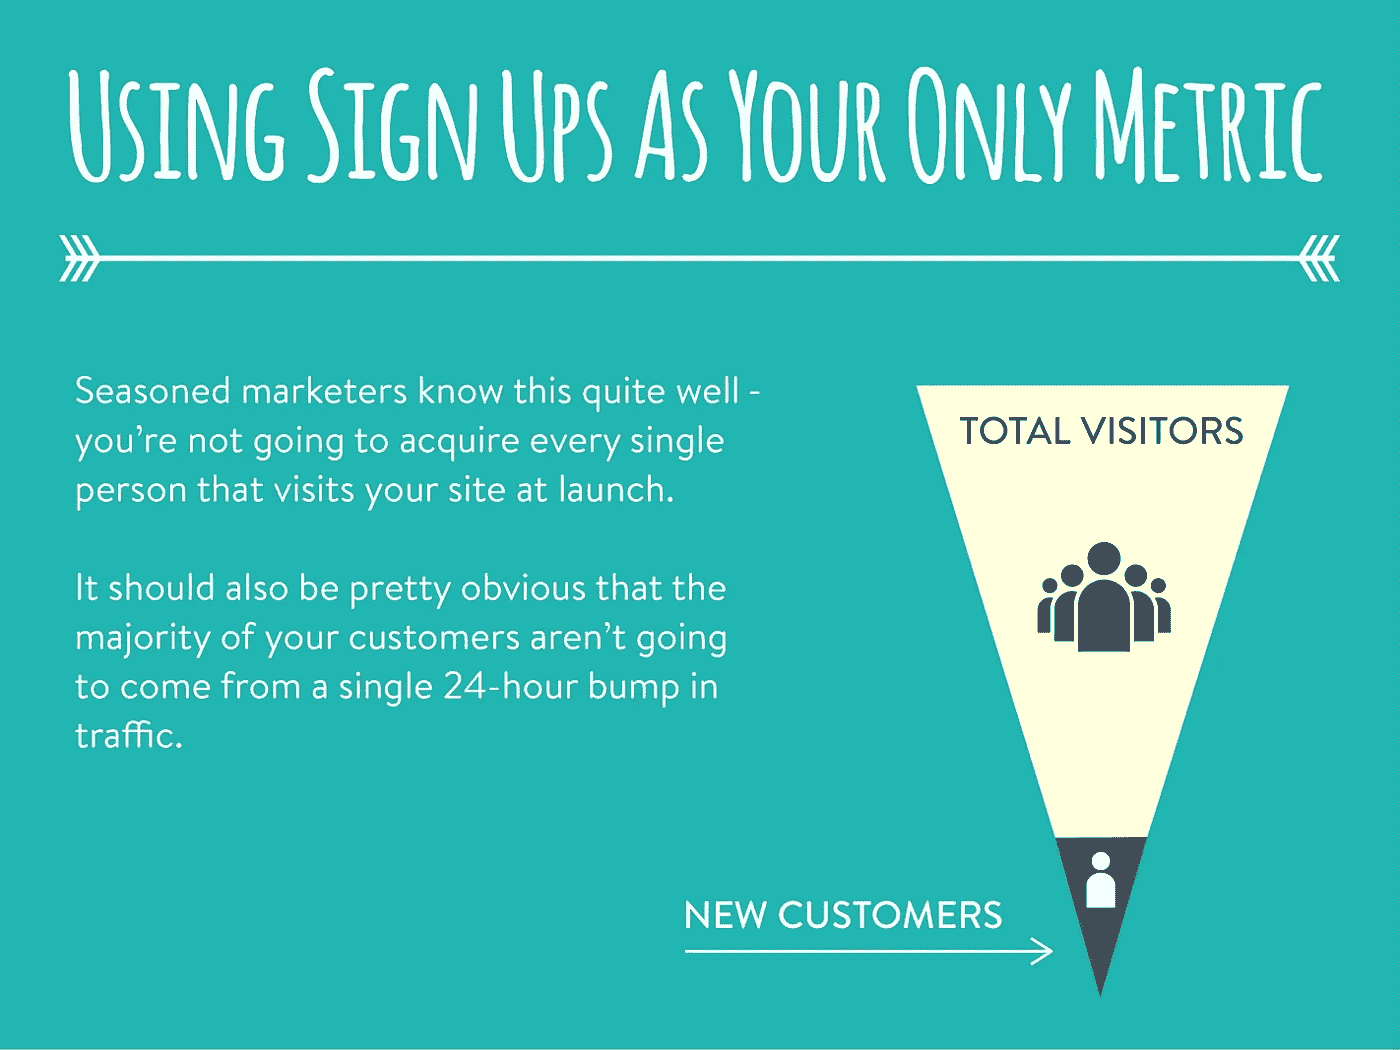 Using Sign Ups As Your Only Metric
Seasoned marketers know this quite well -
you're not going to acquire every single
person that visits your site at launch.
It should also be pretty obvious that the
majority of your customers aren't going
to come from a single 24-hour bump in
traffic.
TOTAL VISITORS
NEW CUSTOMERS